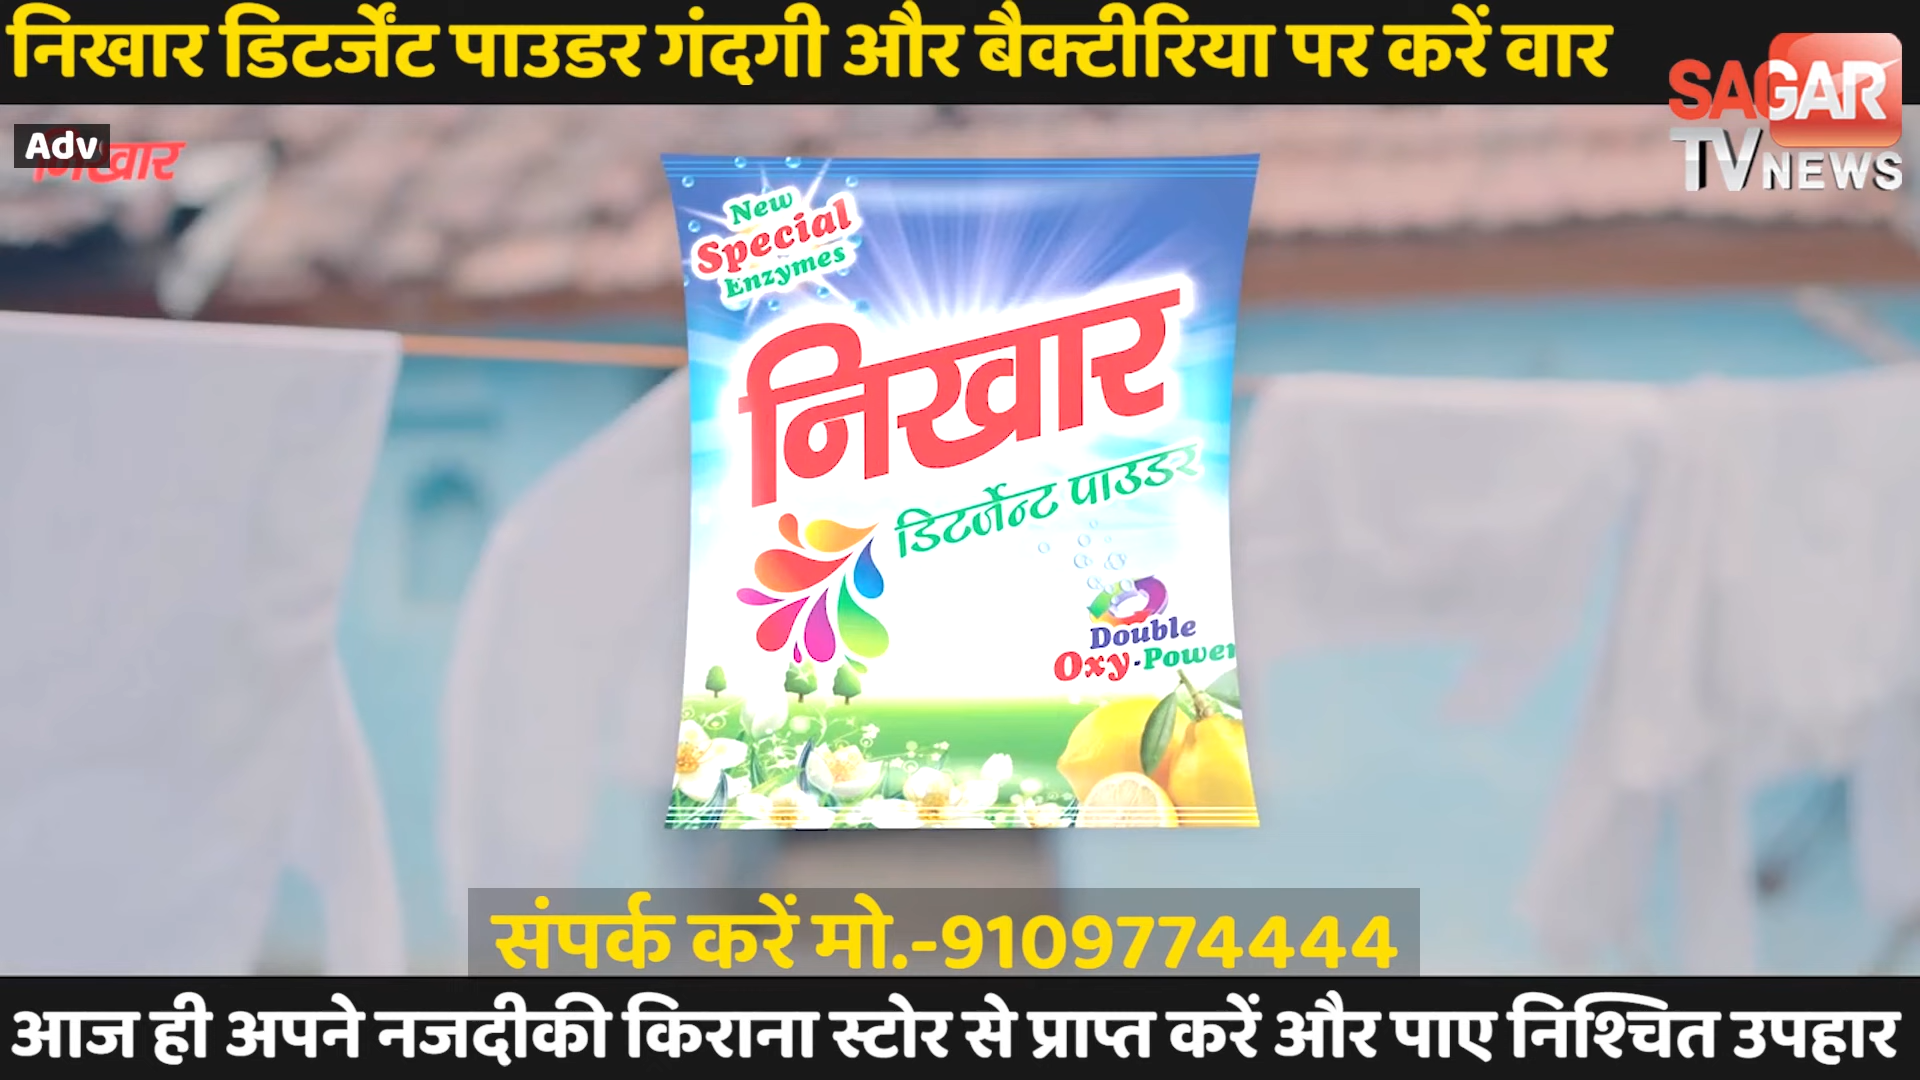 निखार डिटर्जेंट पाउडर गंदगी और बैक्टीरिया पर करें वार
SAGAR
TV NEWS
Adv
निखार
New
Special
Enzymes
निखार
डिटर्जेन्ट पाउडर
Double
Oxy-Power
संपर्क करें मो.-9109774444
आज ही अपने नजदीकी किराना स्टोर से प्राप्त करें और पाए निश्चित उपहार